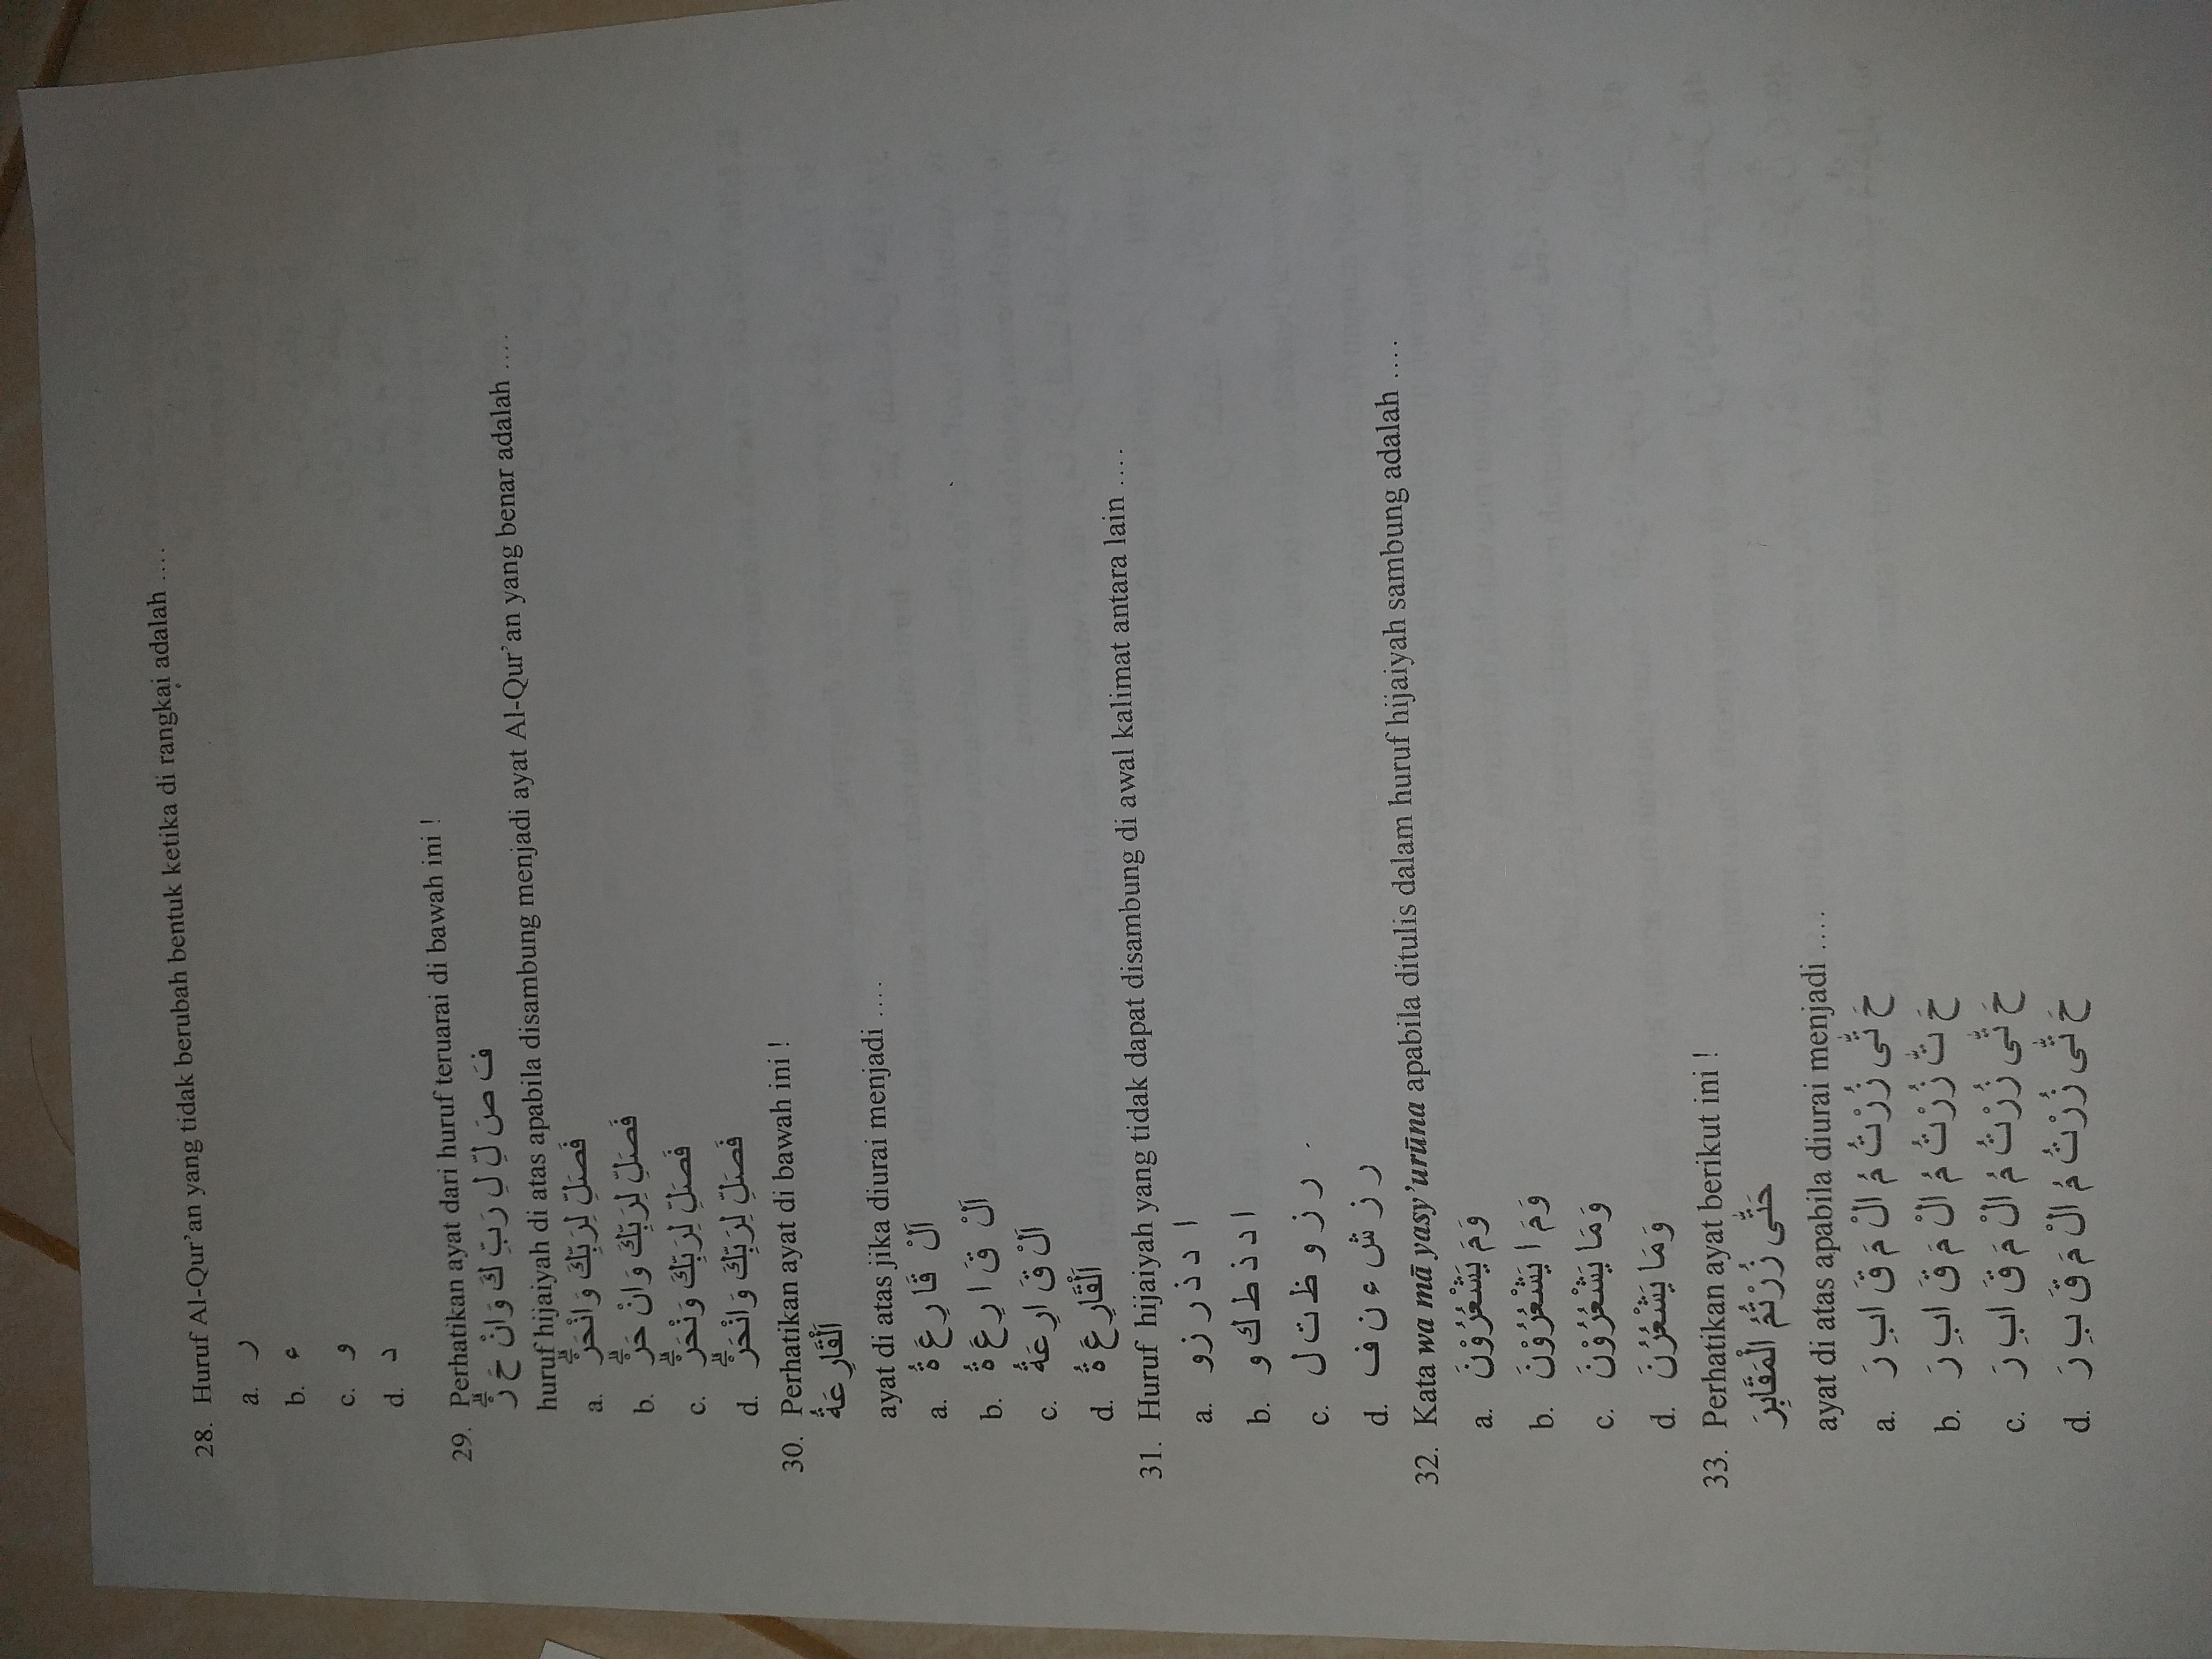 28. Huruf Al-Qur'an yang tidak berubah bentuk ketika di rangkai adalah ....
a. ر
b. ء
c. و
d. د
29. Perhatikan ayat dari huruf teruarai di bawah ini !
فَ صَ لِّ لِ رَ بِّ كَ وَ انْ حَ رْۗ
huruf hijaiyah di atas apabila disambung menjadi ayat Al-Qur'an yang benar adalah ....
a. فَصَلِّ لِرَبِّكَ وَانْحَرْۗ
b. فَصَلِّ لِرَبِّكَ وَ انْ حَرْۗ
c. فَصَلِّ لِرَبِّكَ وَنْحَرْۗ
d. فَصَلِّ لِرَبِّكَ وَانْحَرْۗ
30. Perhatikan ayat di bawah ini !
اَلْقَارِعَةُ
ayat di atas jika diurai menjadi ....
a. اَلْ قَا رِ عَ ةُ
b. اَلْ قَ ا رِ عَ ةُ
c. اَلْ قَ ا رِ عَةُ
d. اَلْقَارِ عَ ةُ
31. Huruf hijaiyah yang tidak dapat disambung di awal kalimat antara lain ....
a. ا د ذ ر ز و
b. ا د ذ ط ك و
c. ر ز و ظ ت ل
d. ر ز ش ء ن ف
32. Kata wa mā yasy'urūna apabila ditulis dalam huruf hijaiyah sambung adalah ....
a. وَمَ يَشْعُرُوْنَ
b. وَمَ ا يَشْعُرُوْنَ
c. وَمَا يَشْعُرُوْنَ
d. وَمَا يَشْعُرُنَ
33. Perhatikan ayat berikut ini !
حَتّٰى زُرْتُمُ الْمَقَابِرَ
ayat di atas apabila diurai menjadi ....
a. حَ تّٰى زُ رْ تُ مُ الْ مَ قَ ابِ رَ
b. حَ تّٰ زُ رْ تُ مُ الْ مَ قَ ابِ رَ
c. حَ تّٰى زُ رْ تُ مُ الْ مَ قَ ابِ رَ
d. حَ تّٰى زُ رْ تُ مُ الْ مَ قَ بِ رَ